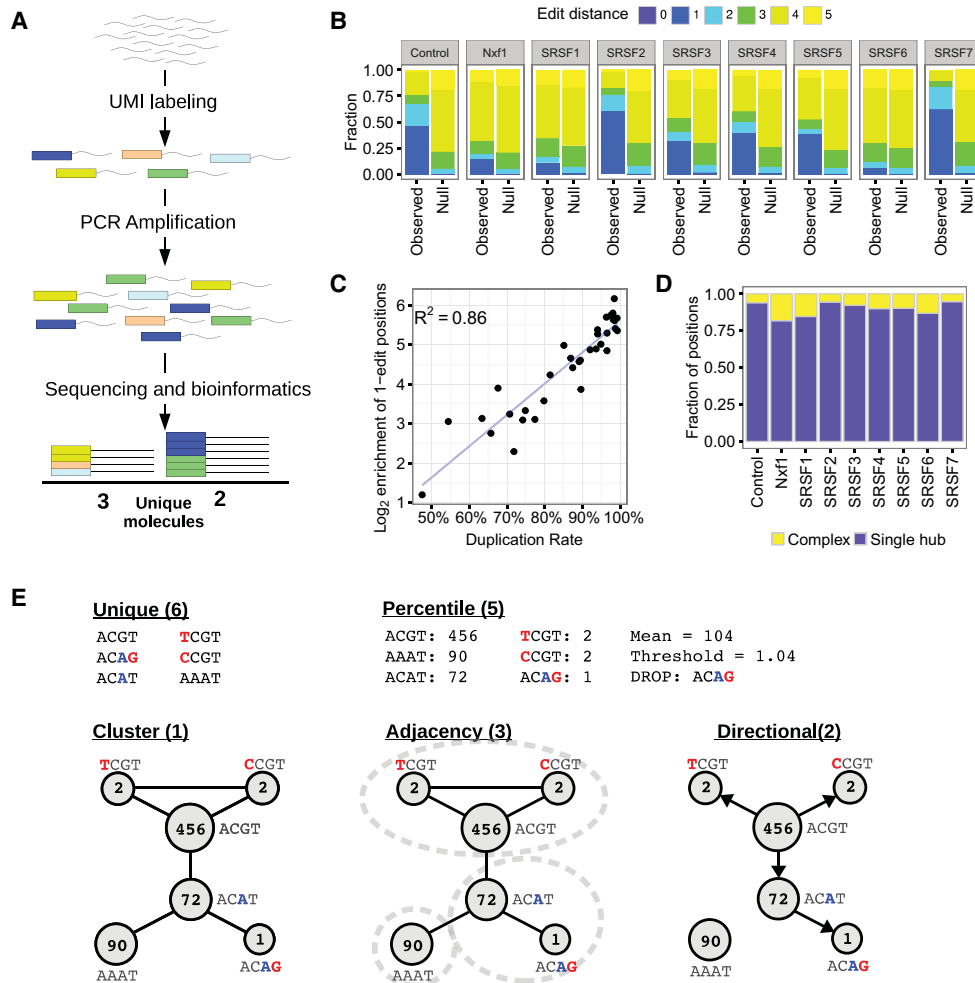 A
UMI labeling
PCR Amplification
Sequencing and bioinformatics
3 Unique molecules 2
B
Edit distance 0 1 2 3 4 5
Control Nxf1 SRSF1 SRSF2 SRSF3 SRSF4 SRSF5 SRSF6 SRSF7
Fraction
1.00
0.75
0.50
0.25
0.00
Observed Null Observed Null Observed Null Observed Null Observed Null Observed Null Observed Null Observed Null Observed Null
C
Log2 enrichment of 1−edit positions
6
5
4
3
2
1
R² = 0.86
50% 60% 70% 80% 90% 100%
Duplication Rate
D
Fraction of positions
1.00
0.75
0.50
0.25
0.00
Control Nxf1 SRSF1 SRSF2 SRSF3 SRSF4 SRSF5 SRSF6 SRSF7
Complex Single hub
E
Unique (6)
ACGT TCGT
ACAG CCGT
ACAT AAAT
Percentile (5)
ACGT: 456 TCGT: 2 Mean = 104
AAAT: 90 CCGT: 2 Threshold = 1.04
ACAT: 72 ACAG: 1 DROP: ACAG
Cluster (1)
TCGT CCGT
2 2
456 ACGT
72 ACAT
90 1
AAAT ACAG
Adjacency (3)
TCGT CCGT
2 2
456 ACGT
72 ACAT
90 1
AAAT ACAG
Directional(2)
TCGT CCGT
2 2
456 ACGT
72 ACAT
90 1
AAAT ACAG